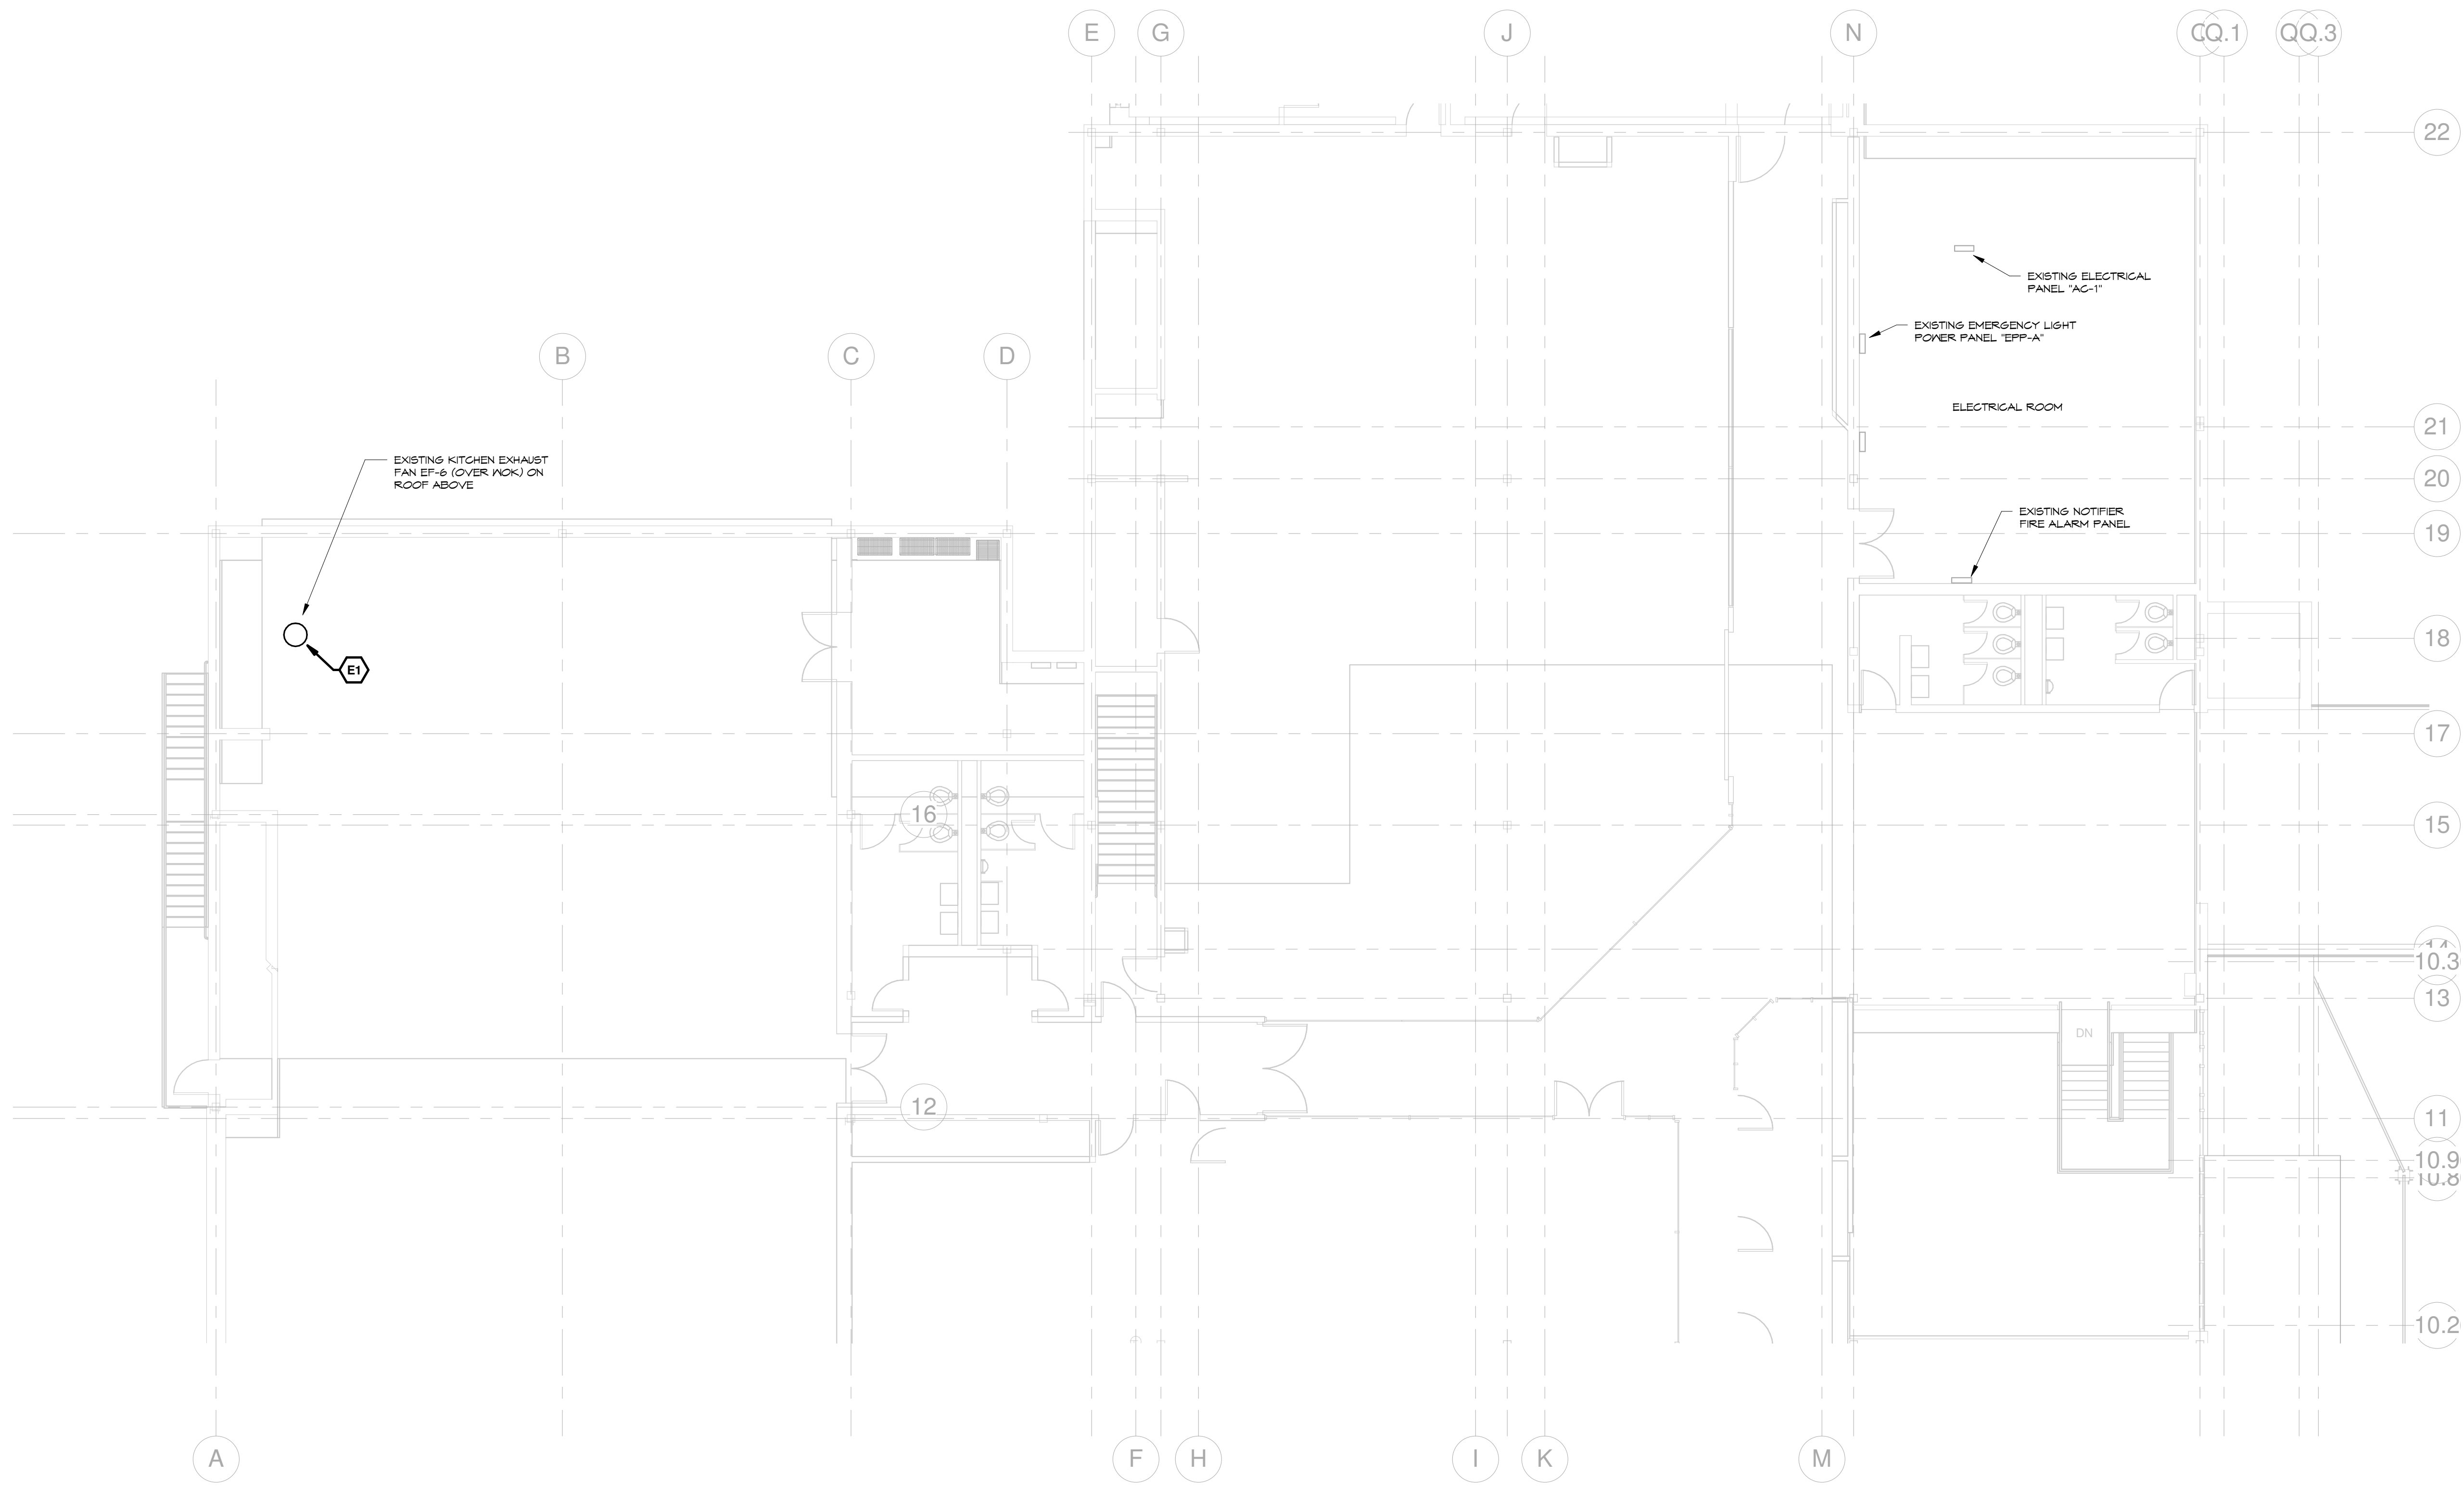 E
G
J
N
Q.1
Q.3
22
EXISTING ELECTRICAL
PANEL "AC-1"
EXISTING EMERGENCY LIGHT
POWER PANEL "EPP-A"
B
C
D
ELECTRICAL ROOM
21
EXISTING KITCHEN EXHAUST
FAN EF-6 (OVER WOK) ON
ROOF ABOVE
20
EXISTING NOTIFIER
FIRE ALARM PANEL
19
18
E1
17
16
15
14
10.3
13
DN
12
11
10.9
10.8
10.2
A
F
H
I
K
M